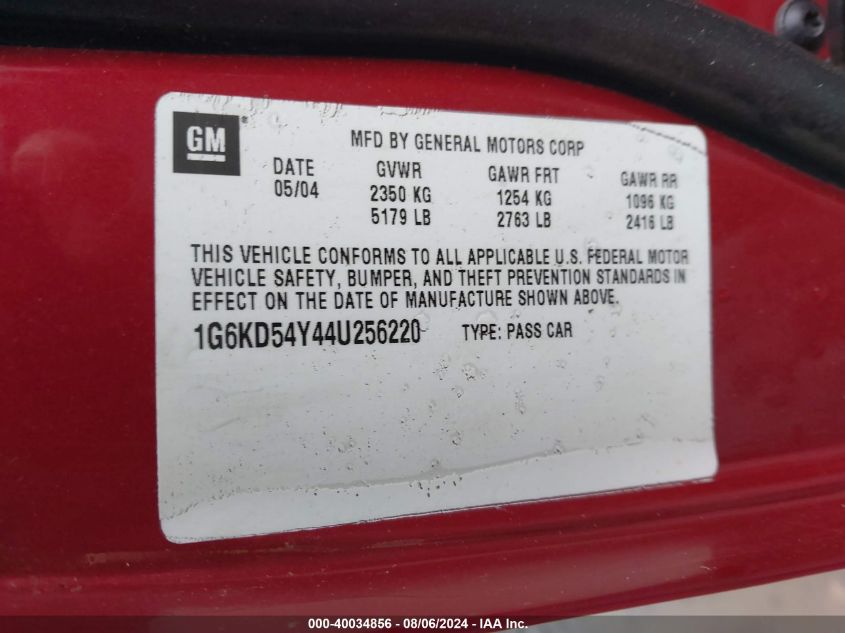 GM
MFD BY GENERAL MOTORS CORP
DATE GVWR GAWR FRT GAWR RR
05/04 2350 KG 1254 KG 1096 KG
5179 LB 2763 LB 2416 LB
THIS VEHICLE CONFORMS TO ALL APPLICABLE U.S. FEDERAL MOTOR
VEHICLE SAFETY, BUMPER, AND THEFT PREVENTION STANDARDS IN
EFFECT ON THE DATE OF MANUFACTURE SHOWN ABOVE.
1G6KD54Y44U256220 TYPE: PASS CAR
000-40034856 - 08/06/2024 - IAA Inc.